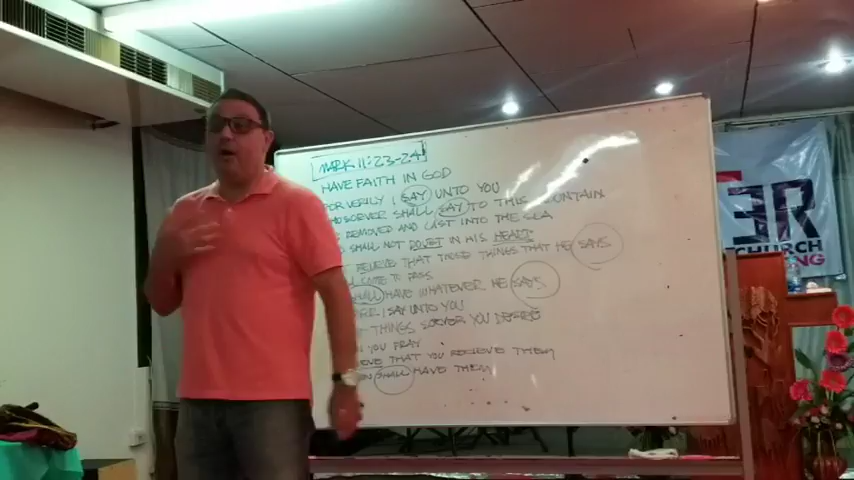 MARK 11:23-24
HAVE FAITH IN GOD
FOR VERILY I SAY UNTO YOU
SHALL SAY TO THIS MOUNTAIN
REMOVED AND CAST INTO THE SEA
SHALL NOT DOUBT IN HIS HEART
BELIEVE THAT THOSE THINGS THAT HE SAYS
COME TO PASS
SHALL HAVE WHATEVER HE SAYS
I SAY UNTO YOU
THINGS SOEVER YOU DESIRE
YOU PRAY
THAT YOU RECIEVE THEM
SHALL HAVE THEM
CHURCH